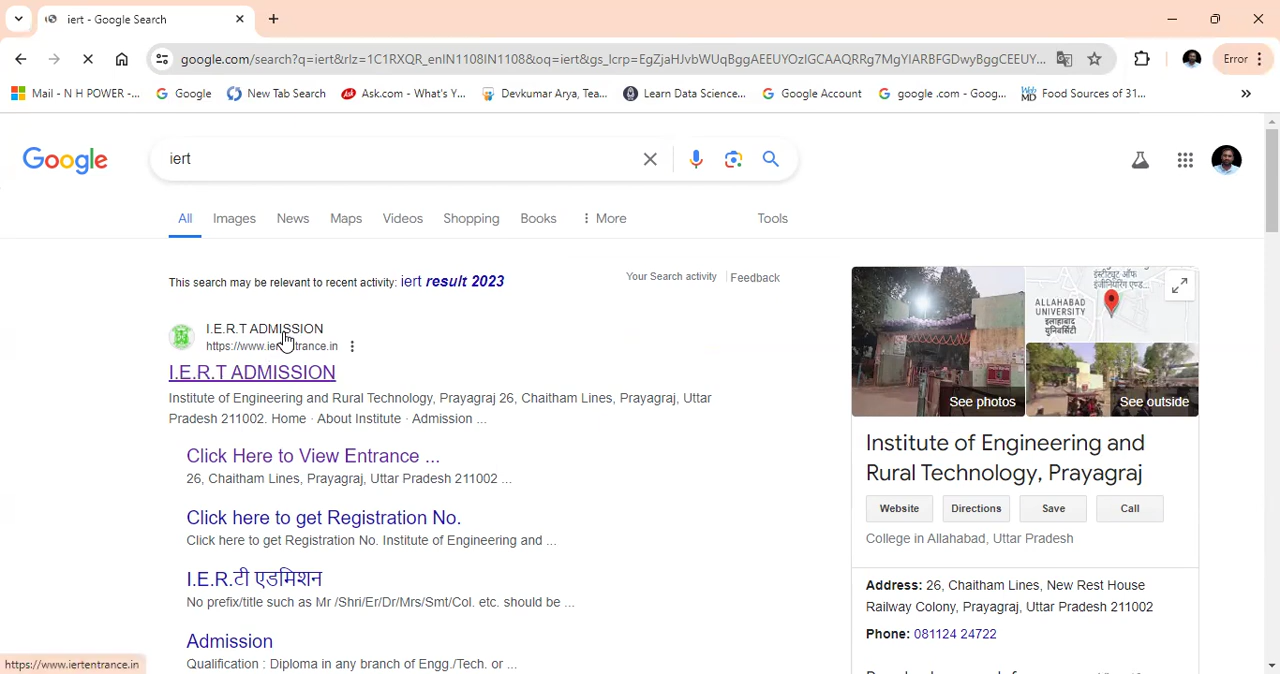 iert - Google Search
google.com/search?q=iert&rlz=1C1RXQR_enIN1108IN1108&oq=iert&gs_lcrp=EgZjaHJvbWUqBggAEEUYOzIGCAAQRRg7MgYIARBFGDwyBggCEEUY...
Error
Mail - N H POWER -...
Google
New Tab Search
Ask.com - What's Y...
Devkumar Arya, Tea...
Learn Data Science...
Google Account
google .com - Goog...
Food Sources of 31...
Google
iert
All
Images
News
Maps
Videos
Shopping
Books
More
Tools
This search may be relevant to recent activity: iert result 2023
Your Search activity
Feedback
I.E.R.T ADMISSION
I.E.R.T ADMISSION
Institute of Engineering and Rural Technology, Prayagraj 26, Chaitham Lines, Prayagraj, Uttar
Pradesh 211002. Home · About Institute · Admission ...
Click Here to View Entrance ...
26, Chaitham Lines, Prayagraj, Uttar Pradesh 211002 ...
Click here to get Registration No.
Click here to get Registration No. Institute of Engineering and ...
I.E.R.टी एडमिशन
No prefix/title such as Mr /Shri/Er/Dr/Mrs/Smt/Col. etc. should be ...
Admission
Qualification : Diploma in any branch of Engg./Tech. or ...
इंस्टीट्यूट ऑफ़
ALLAHABAD
UNIVERSITY
इलाहाबाद
See photos
See outside
Institute of Engineering and
Rural Technology, Prayagraj
Website
Directions
Save
Call
College in Allahabad, Uttar Pradesh
Address: 26, Chaitham Lines, New Rest House
Railway Colony, Prayagraj, Uttar Pradesh 211002
Phone: 081124 24722
https://www.iertentrance.in